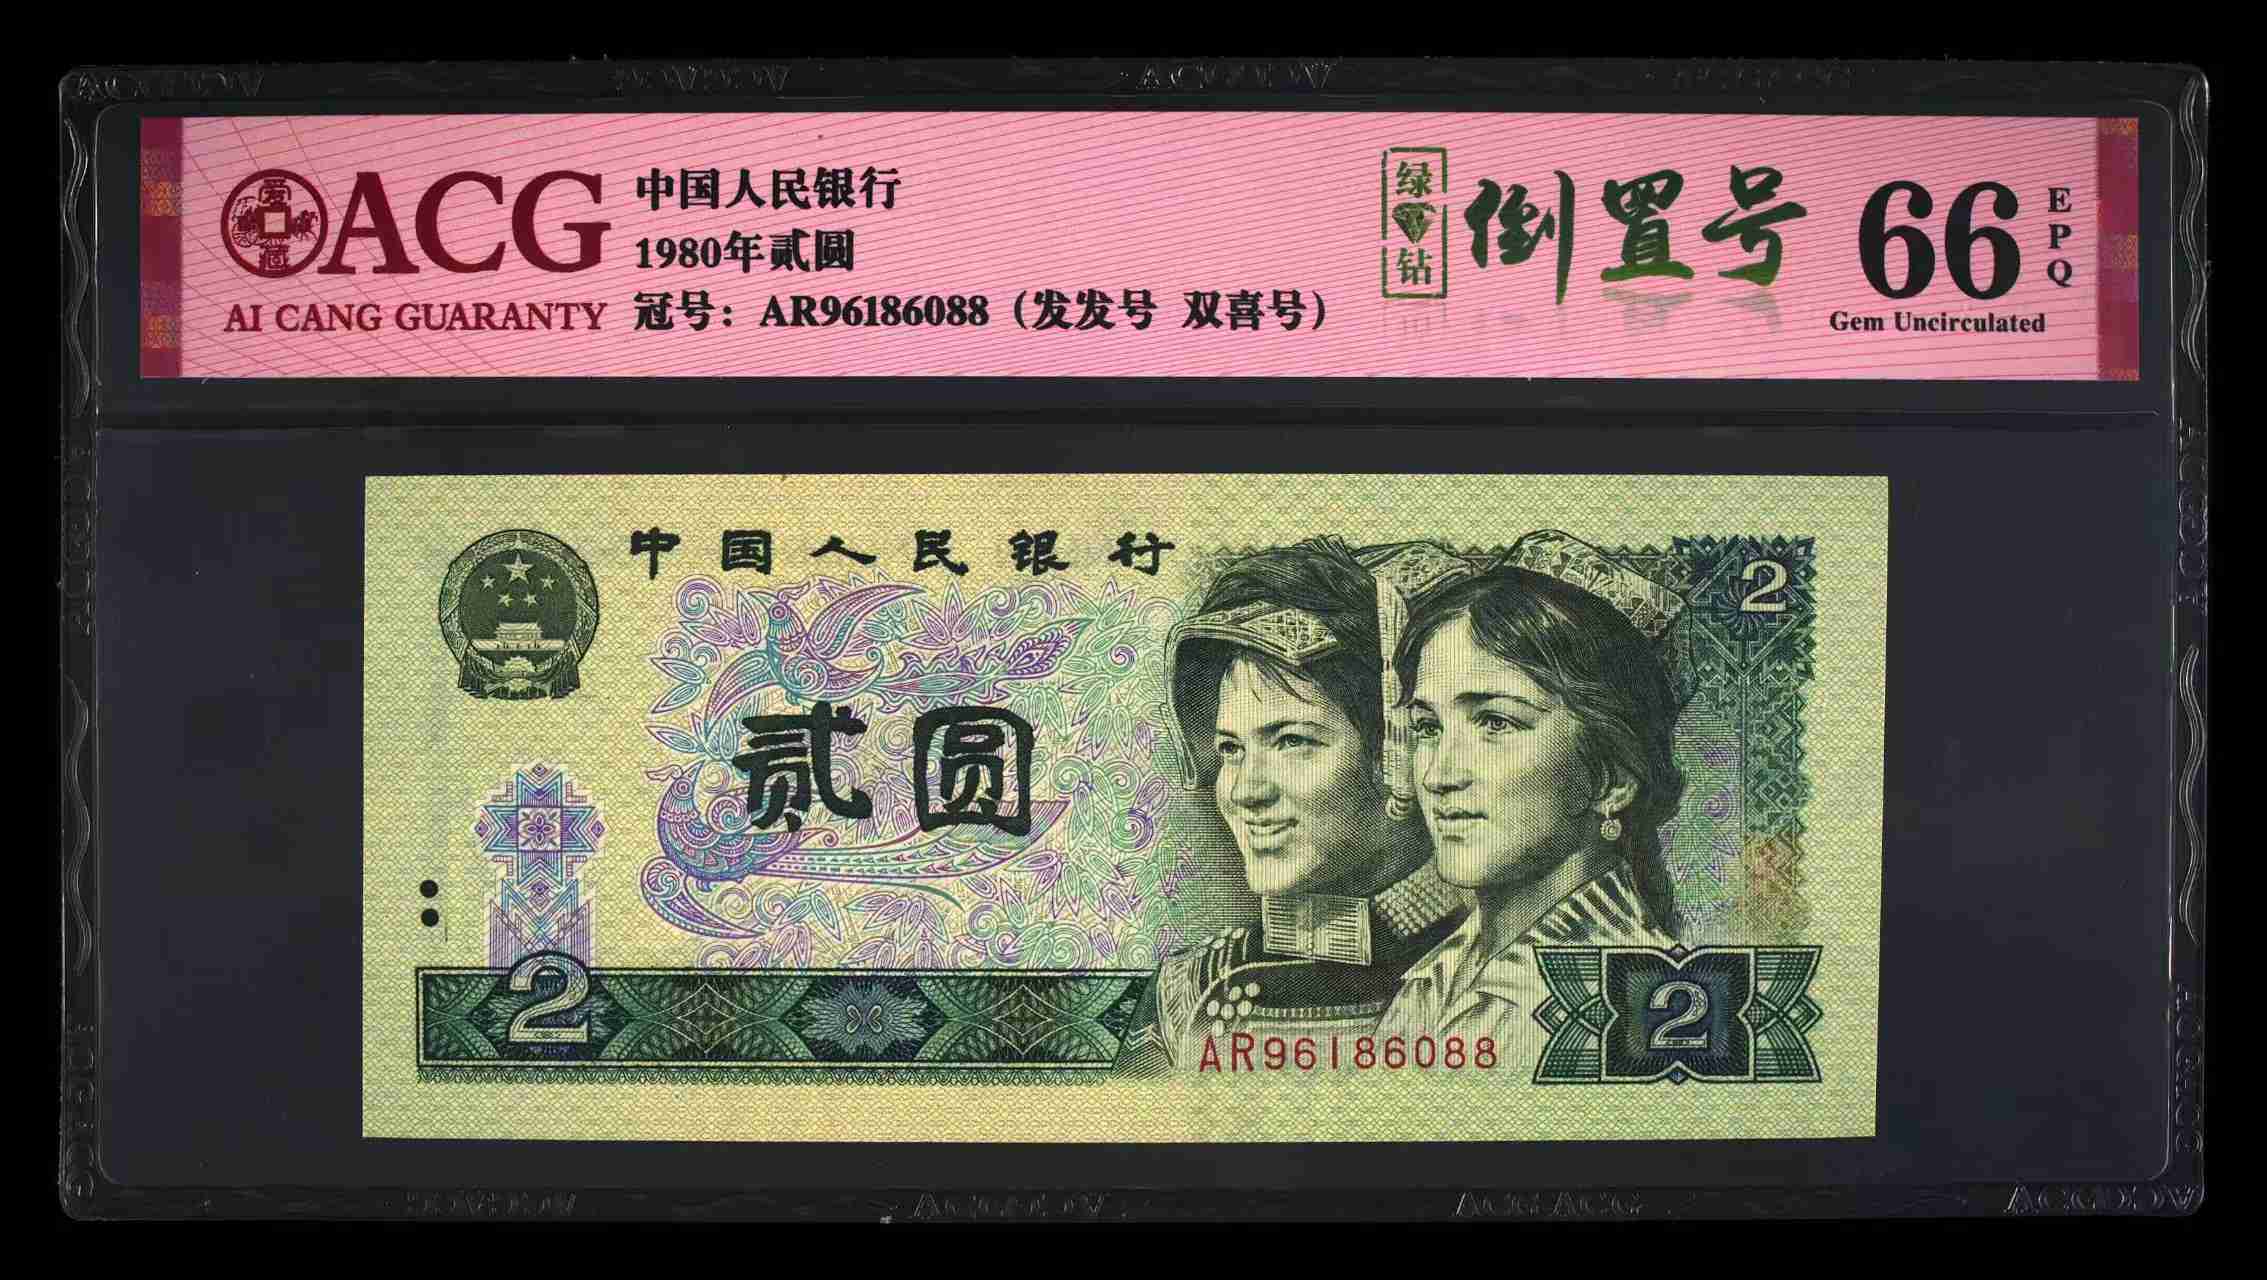 爱藏
ACG
AI CANG GUARANTY
中国人民银行
1980年贰圆
冠号：AR96186088（发发号 双喜号）
绿钻
倒置号
66
EPQ
Gem Uncirculated
中国人民银行
2
贰圆
2
2
AR96186088